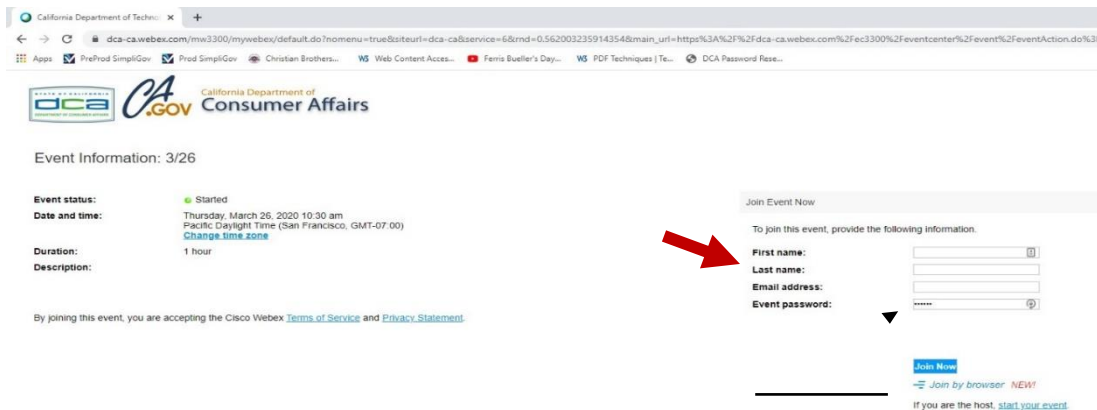 California Department of Techno
dca-ca.webex.com/mw3300/mywebex/default.do?nomenu=true&siteurl=dca-ca&service=6&rnd=0.562003235914354&main_url=https%3A%2F%2Fdca-ca.webex.com%2Fec3300%2Feventcenter%2Fevent%2FeventAction.do%3
Apps PreProd SimpliGov Prod SimpliGov Christian Brothers... Web Content Acces... Ferris Bueller's Day... PDF Techniques | Te... DCA Password Rese...
STATE OF CALIFORNIA
dca
DEPARTMENT OF CONSUMER AFFAIRS
CA.GOV
California Department of
Consumer Affairs
Event Information: 3/26
Event status: Started
Date and time: Thursday, March 26, 2020 10:30 am
Pacific Daylight Time (San Francisco, GMT-07:00)
Change time zone
Duration: 1 hour
Description:
By joining this event, you are accepting the Cisco Webex Terms of Service and Privacy Statement.
Join Event Now
To join this event, provide the following information.
First name:
Last name:
Email address:
Event password:
Join Now
Join by browser NEW!
If you are the host, start your event.